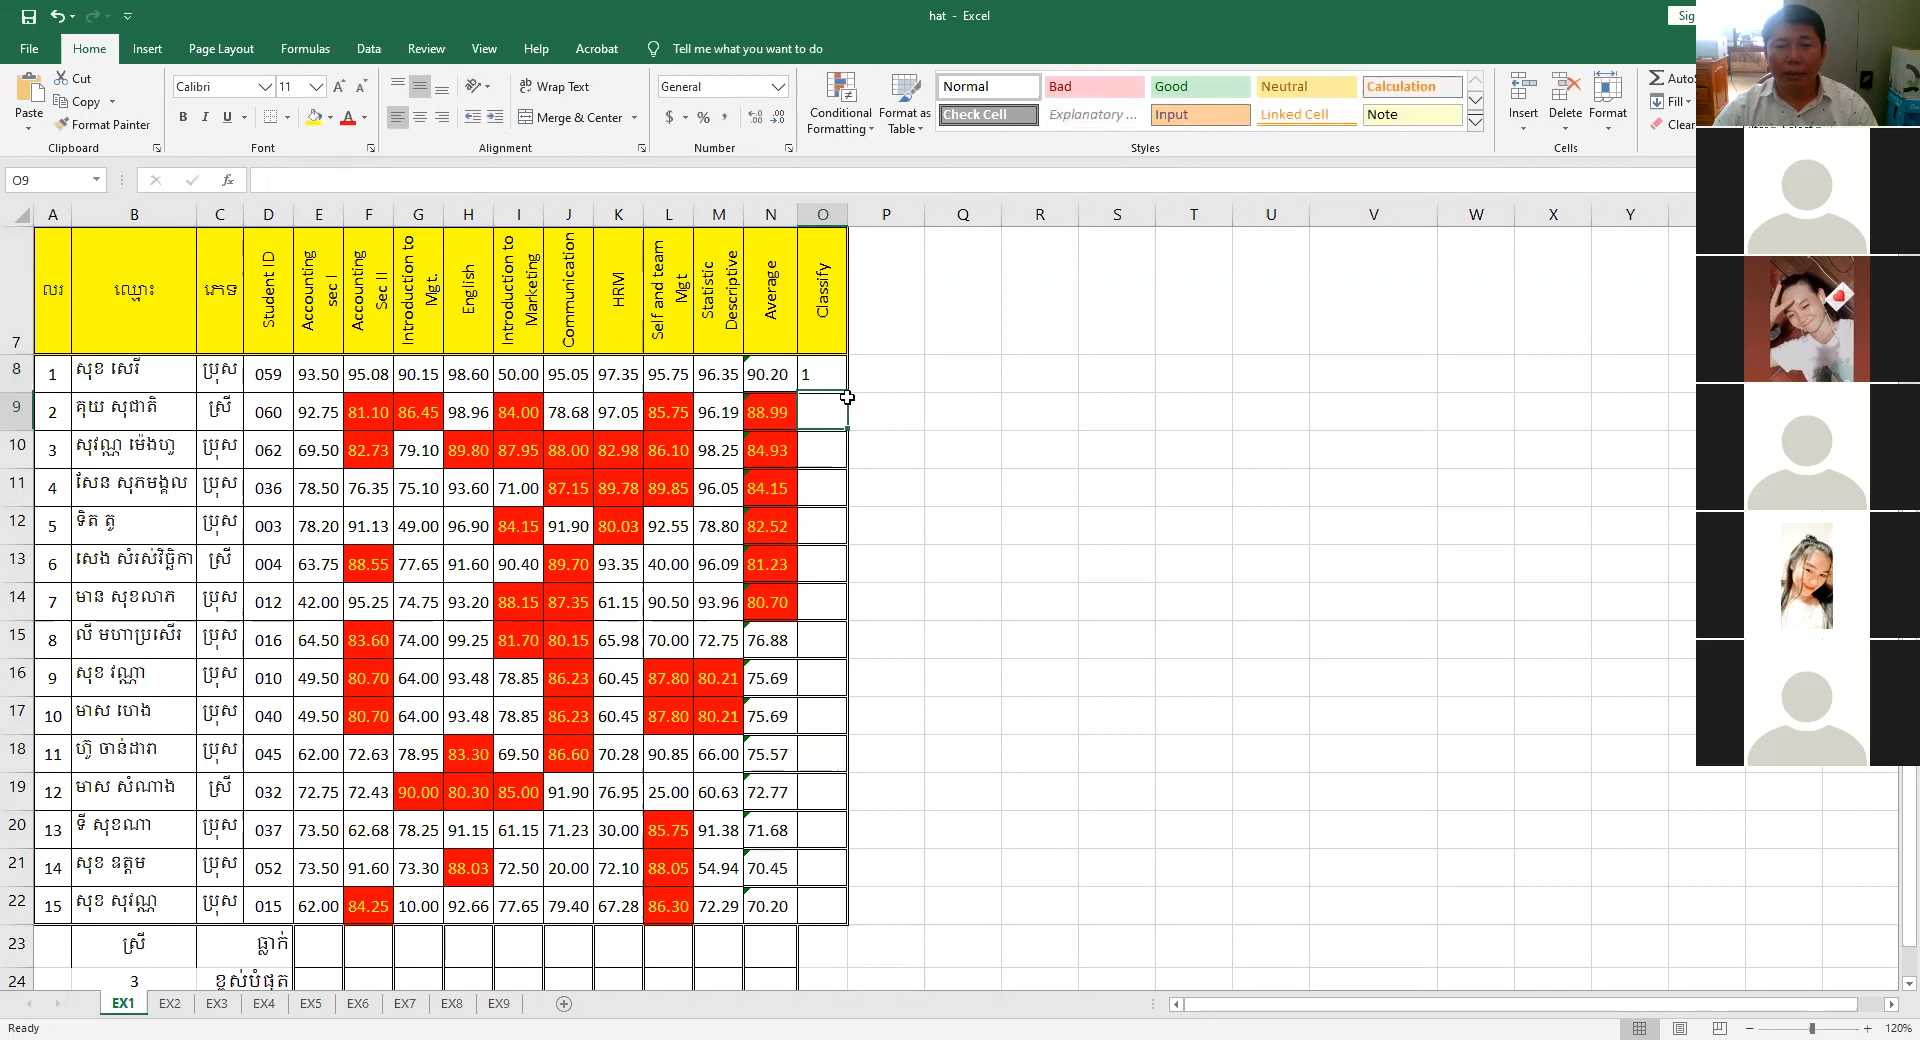 hat - Excel
Sig
File Home Insert Page Layout Formulas Data Review View Help Acrobat Tell me what you want to do
Paste Cut Copy Format Painter Clipboard
Calibri 11 B I U Font
Wrap Text Merge & Center Alignment
General $ % , Number
Conditional Formatting Format as Table
Normal Bad Good Neutral Calculation
Check Cell Explanatory ... Input Linked Cell Note
Styles
Insert Delete Format Cells
AutoS Fill Clear
O9 fx
A B C D E F G H I J K L M N O P Q R S T U V W X Y
7 លរ ឈ្មោះ ភេទ Student ID Accounting sec I Accounting Sec II Introduction to Mgt. English Introduction to Marketing Communication HRM Self and team Mgt Statistic Descriptive Average Classify
8 1 សុខ សេរី ប្រុស 059 93.50 95.08 90.15 98.60 50.00 95.05 97.35 95.75 96.35 90.20 1
9 2 គុយ សុជាតិ ស្រី 060 92.75 81.10 86.45 98.96 84.00 78.68 97.05 85.75 96.19 88.99
10 3 សុវណ្ណ ម៉េងហូ ប្រុស 062 69.50 82.73 79.10 89.80 87.95 88.00 82.98 86.10 98.25 84.93
11 4 សែន សុភមង្គល ប្រុស 036 78.50 76.35 75.10 93.60 71.00 87.15 89.78 89.85 96.05 84.15
12 5 ទិត តូ ប្រុស 003 78.20 91.13 49.00 96.90 84.15 91.90 80.03 92.55 78.80 82.52
13 6 សេង សំរស់វិច្ឆិកា ស្រី 004 63.75 88.55 77.65 91.60 90.40 89.70 93.35 40.00 96.09 81.23
14 7 មាន សុខលាភ ប្រុស 012 42.00 95.25 74.75 93.20 88.15 87.35 61.15 90.50 93.96 80.70
15 8 លី មហាប្រសើរ ប្រុស 016 64.50 83.60 74.00 99.25 81.70 80.15 65.98 70.00 72.75 76.88
16 9 សុខ វណ្ណា ប្រុស 010 49.50 80.70 64.00 93.48 78.85 86.23 60.45 87.80 80.21 75.69
17 10 មាស ហេង ប្រុស 040 49.50 80.70 64.00 93.48 78.85 86.23 60.45 87.80 80.21 75.69
18 11 ហ៊ូ ចាន់ដារា ប្រុស 045 62.00 72.63 78.95 83.30 69.50 86.60 70.28 90.85 66.00 75.57
19 12 មាស សំណាង ស្រី 032 72.75 72.43 90.00 80.30 85.00 91.90 76.95 25.00 60.63 72.77
20 13 ទី សុខណា ប្រុស 037 73.50 62.68 78.25 91.15 61.15 71.23 30.00 85.75 91.38 71.68
21 14 សុខ ឧត្តម ប្រុស 052 73.50 91.60 73.30 88.03 72.50 20.00 72.10 88.05 54.94 70.45
22 15 សុខ សុវណ្ណ ប្រុស 015 62.00 84.25 10.00 92.66 77.65 79.40 67.28 86.30 72.29 70.20
23 ស្រី ធ្លាក់
24 3 ខ្ពស់បំផុត
EX1 EX2 EX3 EX4 EX5 EX6 EX7 EX8 EX9
Ready 120%